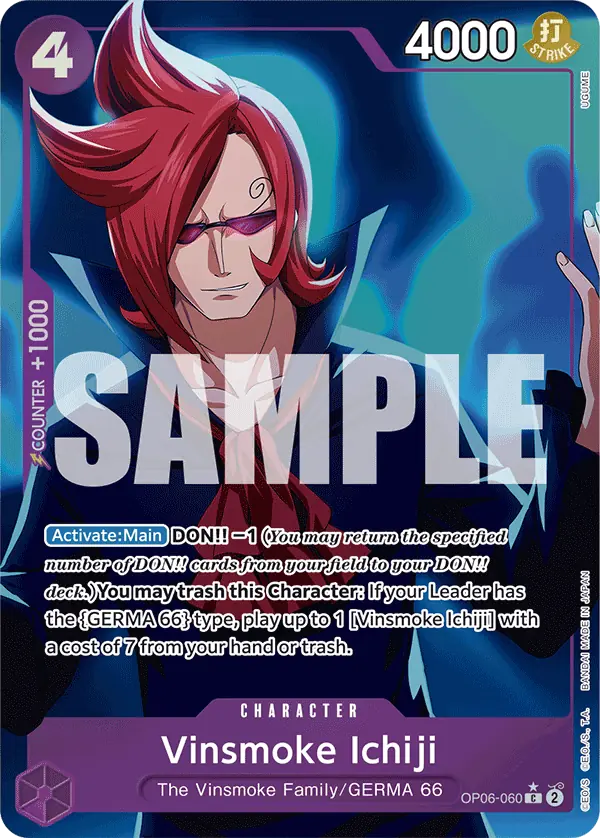 4
4000
打
STRIKE
UGUME
COUNTER +1000
SAMPLE
Activate:Main DON!! −1 (You may return the specified
number of DON!! cards from your field to your DON!!
deck.)You may trash this Character: If your Leader has
the {GERMA 66} type, play up to 1 [Vinsmoke Ichiji] with
a cost of 7 from your hand or trash.
©ED/S ©E.O./S., T.A. BANDAI MADE IN JAPAN
CHARACTER
Vinsmoke Ichiji
The Vinsmoke Family/GERMA 66
OP06-060 C 2